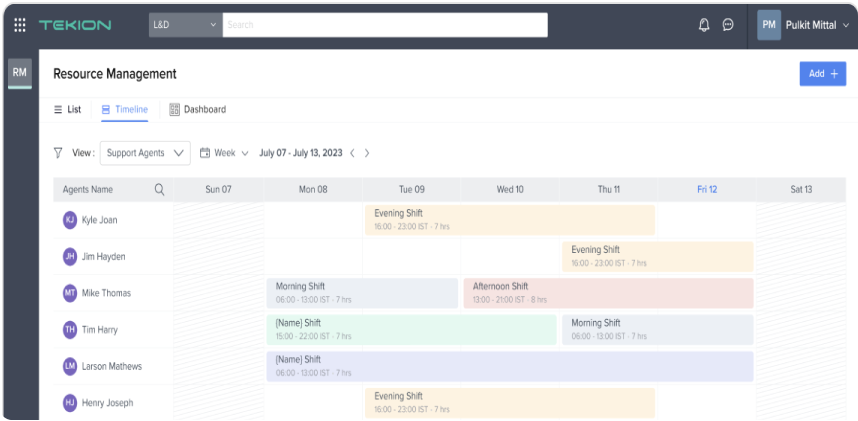 TEKION
L&D
Search
PM
Pulkit Mittal
RM
Resource Management
Add +
List
Timeline
Dashboard
View :
Support Agents
Week
July 07 - July 13, 2023
Agents Name
Sun 07
Mon 08
Tue 09
Wed 10
Thu 11
Fri 12
Sat 13
KJ
Kyle Joan
Evening Shift
16:00 - 23:00 IST - 7 hrs
JH
Jim Hayden
Evening Shift
16:00 - 23:00 IST - 7 hrs
MT
Mike Thomas
Morning Shift
06:00 - 13:00 IST - 7 hrs
Afternoon Shift
13:00 - 21:00 IST - 8 hrs
TH
Tim Harry
{Name} Shift
15:00 - 22:00 IST - 7 hrs
Morning Shift
06:00 - 13:00 IST - 7 hrs
LM
Larson Mathews
{Name} Shift
06:00 - 13:00 IST - 7 hrs
HJ
Henry Joseph
Evening Shift
16:00 - 23:00 IST - 7 hrs